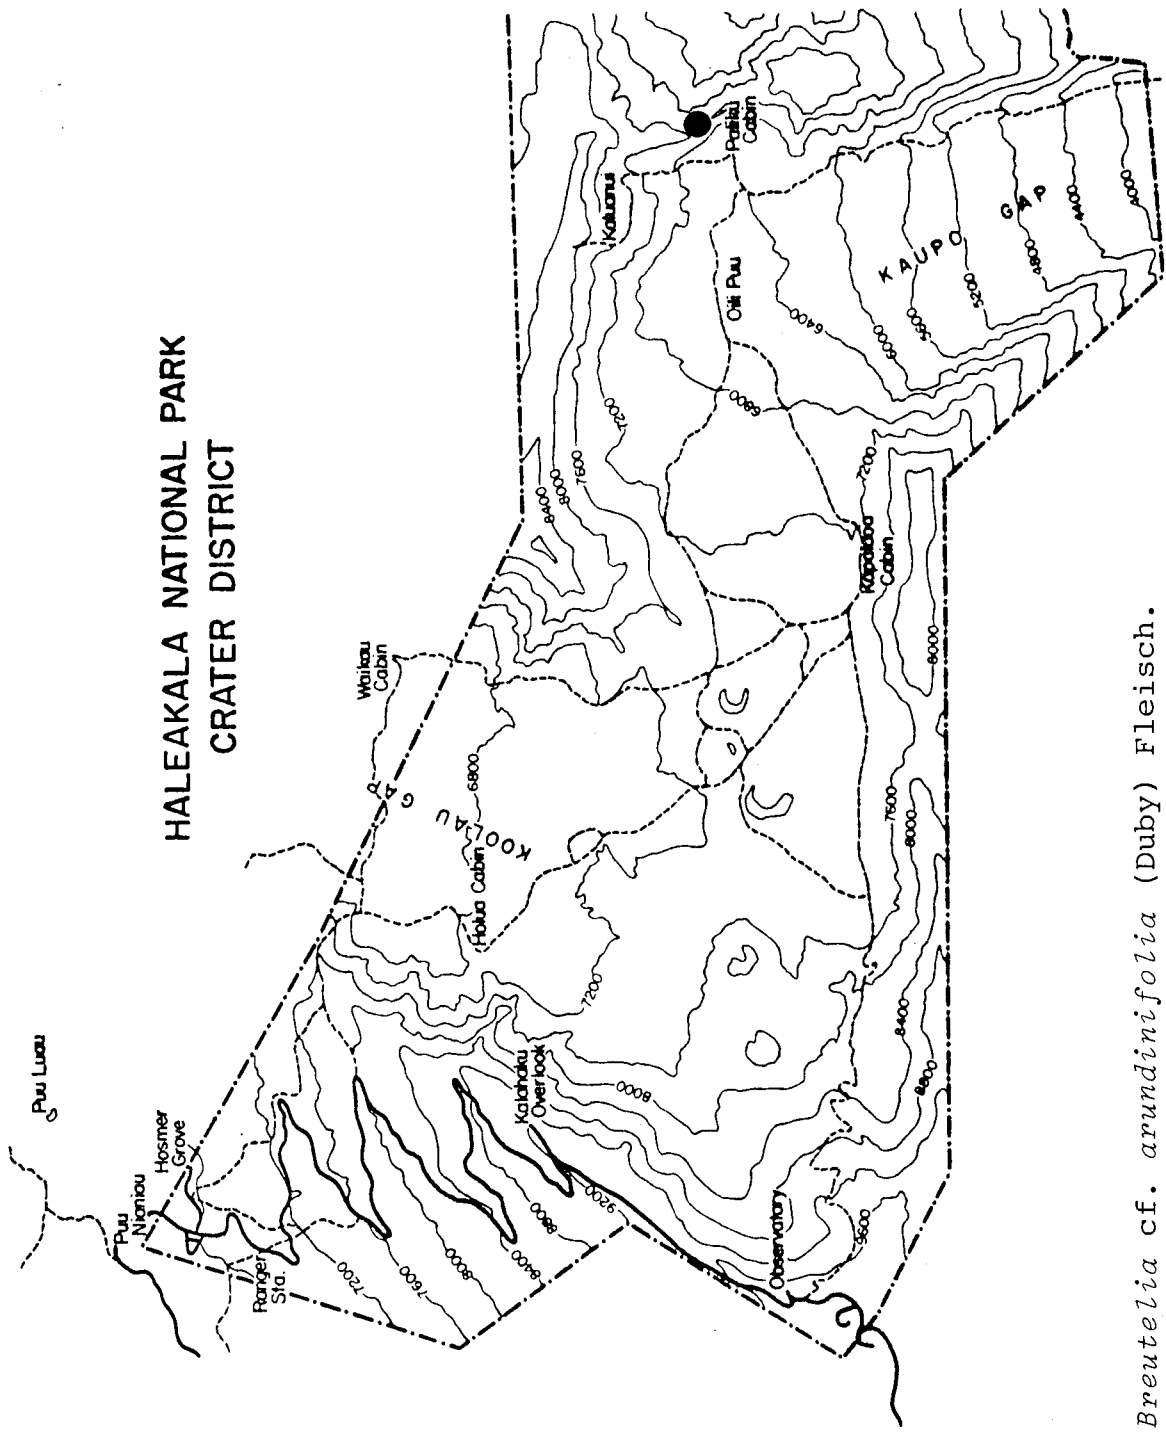 HALEAKALA NATIONAL PARK
CRATER DISTRICT
Puu Luau
Hosmer
Grove
Puu
Nianiau
Ranger
Sta.
7200
7600
8000
8400
8800
9200
Kalahaku
Overlook
Observatory
9600
8000
7200
8400
8800
Holua Cabin
KOOLAU
GAP
6800
Waikau
Cabin
7600
8000
8000
Kapalaoa
Cabin
7200
8400
8000
7600
7200
6800
Oili Puu
Kaluanui
Paliku
Cabin
6400
6000
5600
5200
4800
4400
4000
KAUPO
GAP
Breutelia cf. arundinifolia (Duby) Fleisch.